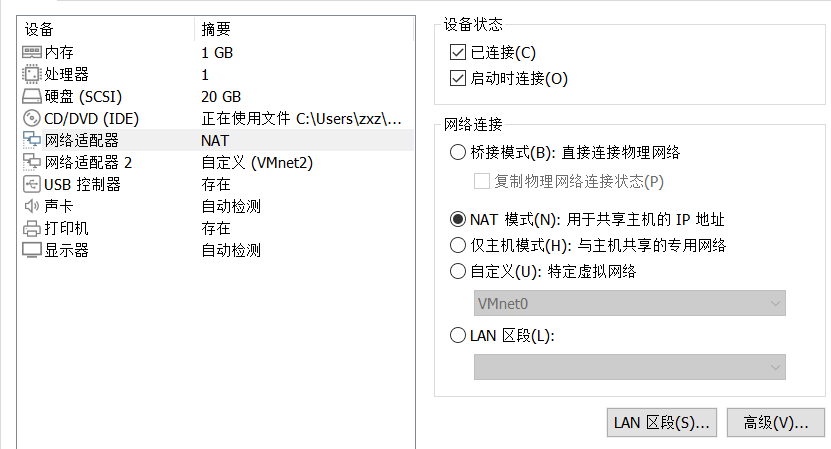 设备 摘要
内存 1 GB
处理器 1
硬盘 (SCSI) 20 GB
CD/DVD (IDE) 正在使用文件 C:\Users\zxz\...
网络适配器 NAT
网络适配器 2 自定义 (VMnet2)
USB 控制器 存在
声卡 自动检测
打印机 存在
显示器 自动检测
设备状态
已连接(C)
启动时连接(O)
网络连接
桥接模式(B): 直接连接物理网络
复制物理网络连接状态(P)
NAT 模式(N): 用于共享主机的 IP 地址
仅主机模式(H): 与主机共享的专用网络
自定义(U): 特定虚拟网络
VMnet0
LAN 区段(L):
LAN 区段(S)... 高级(V)...